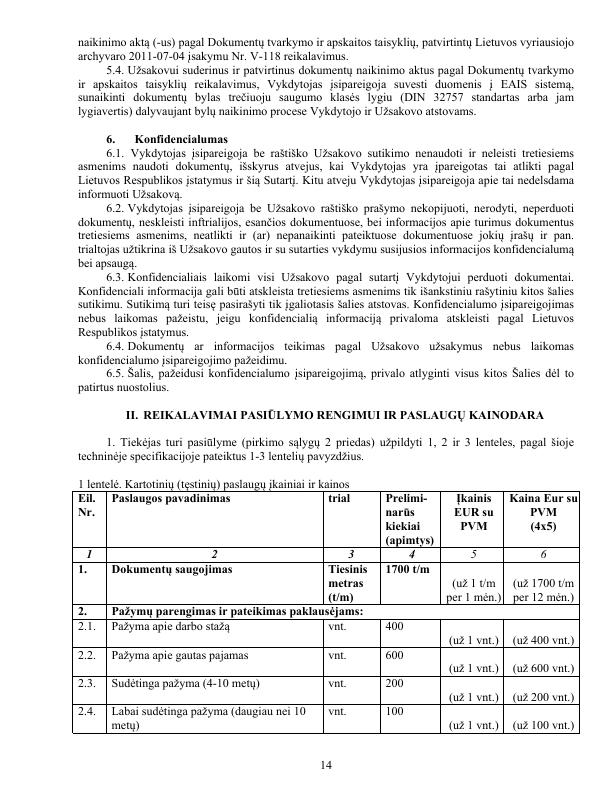 naikinimo aktą (-us) pagal Dokumentų tvarkymo ir apskaitos taisyklių, patvirtintų Lietuvos vyriausiojo
archyvaro 2011-07-04 įsakymu Nr. V-118 reikalavimus.
5.4. Užsakovui suderinus ir patvirtinus dokumentų naikinimo aktus pagal Dokumentų tvarkymo
ir apskaitos taisyklių reikalavimus, Vykdytojas įsipareigoja suvesti duomenis į EAIS sistemą,
sunaikinti dokumentų bylas trečiuoju saugumo klasės lygiu (DIN 32757 standartas arba jam
lygiavertis) dalyvaujant bylų naikinimo procese Vykdytojo ir Užsakovo atstovams.
6. Konfidencialumas
6.1. Vykdytojas įsipareigoja be raštiško Užsakovo sutikimo nenaudoti ir neleisti tretiesiems
asmenims naudoti dokumentų, išskyrus atvejus, kai Vykdytojas yra įpareigotas tai atlikti pagal
Lietuvos Respublikos įstatymus ir šią Sutartį. Kitu atveju Vykdytojas įsipareigoja apie tai nedelsdama
informuoti Užsakovą.
6.2. Vykdytojas įsipareigoja be Užsakovo raštiško prašymo nekopijuoti, nerodyti, neperduoti
dokumentų, neskleisti inftrialijos, esančios dokumentuose, bei informacijos apie turimus dokumentus
tretiesiems asmenims, neatlikti ir (ar) nepanaikinti pateiktuose dokumentuose jokių įrašų ir pan.
trialtojas užtikrina iš Užsakovo gautos ir su sutarties vykdymu susijusios informacijos konfidencialumą
bei apsaugą.
6.3. Konfidencialiais laikomi visi Užsakovo pagal sutartį Vykdytojui perduoti dokumentai.
Konfidenciali informacija gali būti atskleista tretiesiems asmenims tik išankstiniu rašytiniu kitos šalies
sutikimu. Sutikimą turi teisę pasirašyti tik įgaliotasis šalies atstovas. Konfidencialumo įsipareigojimas
nebus laikomas pažeistu, jeigu konfidencialią informaciją privaloma atskleisti pagal Lietuvos
Respublikos įstatymus.
6.4. Dokumentų ar informacijos teikimas pagal Užsakovo užsakymus nebus laikomas
konfidencialumo įsipareigojimo pažeidimu.
6.5. Šalis, pažeidusi konfidencialumo įsipareigojimą, privalo atlyginti visus kitos Šalies dėl to
patirtus nuostolius.
II. REIKALAVIMAI PASIŪLYMO RENGIMUI IR PASLAUGŲ KAINODARA
1. Tiekėjas turi pasiūlyme (pirkimo sąlygų 2 priedas) užpildyti 1, 2 ir 3 lenteles, pagal šioje
techninėje specifikacijoje pateiktus 1-3 lentelių pavyzdžius.
1 lentelė. Kartotinių (tęstinių) paslaugų įkainiai ir kainos
Eil. Paslaugos pavadinimas trial Prelimi- Įkainis Kaina Eur su
Nr. narūs EUR su PVM
kiekiai PVM (4x5)
(apimtys)
1 2 3 4 5 6
1. Dokumentų saugojimas Tiesinis 1700 t/m
metras (už 1 t/m (už 1700 t/m
(t/m) per 1 mėn.) per 12 mėn.)
2. Pažymų parengimas ir pateikimas paklausėjams:
2.1. Pažyma apie darbo stažą vnt. 400
(už 1 vnt.) (už 400 vnt.)
2.2. Pažyma apie gautas pajamas vnt. 600
(už 1 vnt.) (už 600 vnt.)
2.3. Sudėtinga pažyma (4-10 metų) vnt. 200
(už 1 vnt.) (už 200 vnt.)
2.4. Labai sudėtinga pažyma (daugiau nei 10 vnt. 100
metų) (už 1 vnt.) (už 100 vnt.)
14